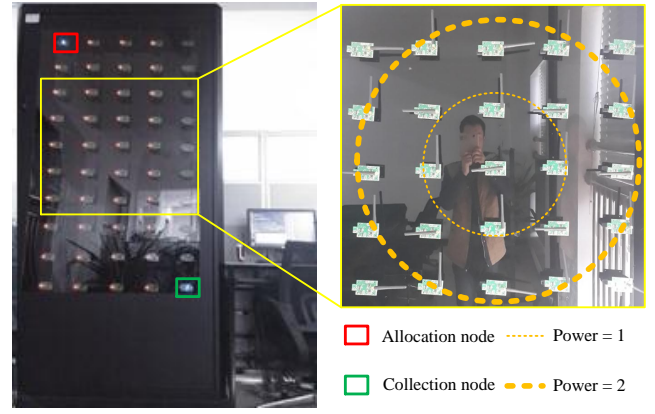 Allocation node
Power = 1
Collection node
Power = 2